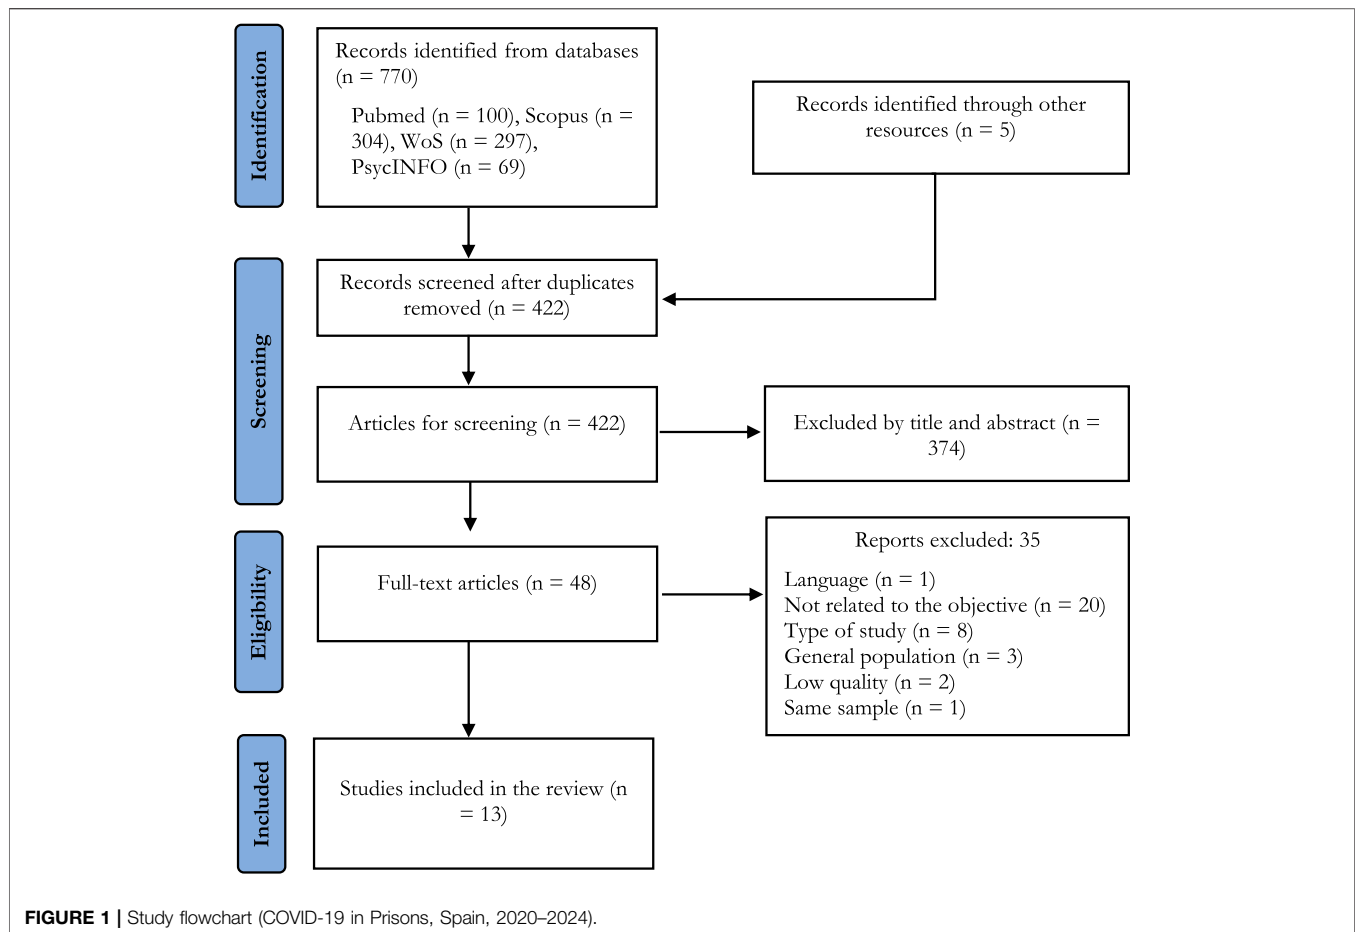 Identification
Records identified from databases
(n = 770)
Pubmed (n = 100), Scopus (n =
304), WoS (n = 297),
PsycINFO (n = 69)
Records identified through other
resources (n = 5)
Screening
Records screened after duplicates
removed (n = 422)
Articles for screening (n = 422)
Excluded by title and abstract (n =
374)
Eligibility
Full-text articles (n = 48)
Reports excluded: 35
Language (n = 1)
Not related to the objective (n = 20)
Type of study (n = 8)
General population (n = 3)
Low quality (n = 2)
Same sample (n = 1)
Included
Studies included in the review (n
= 13)
FIGURE 1 | Study flowchart (COVID-19 in Prisons, Spain, 2020–2024).